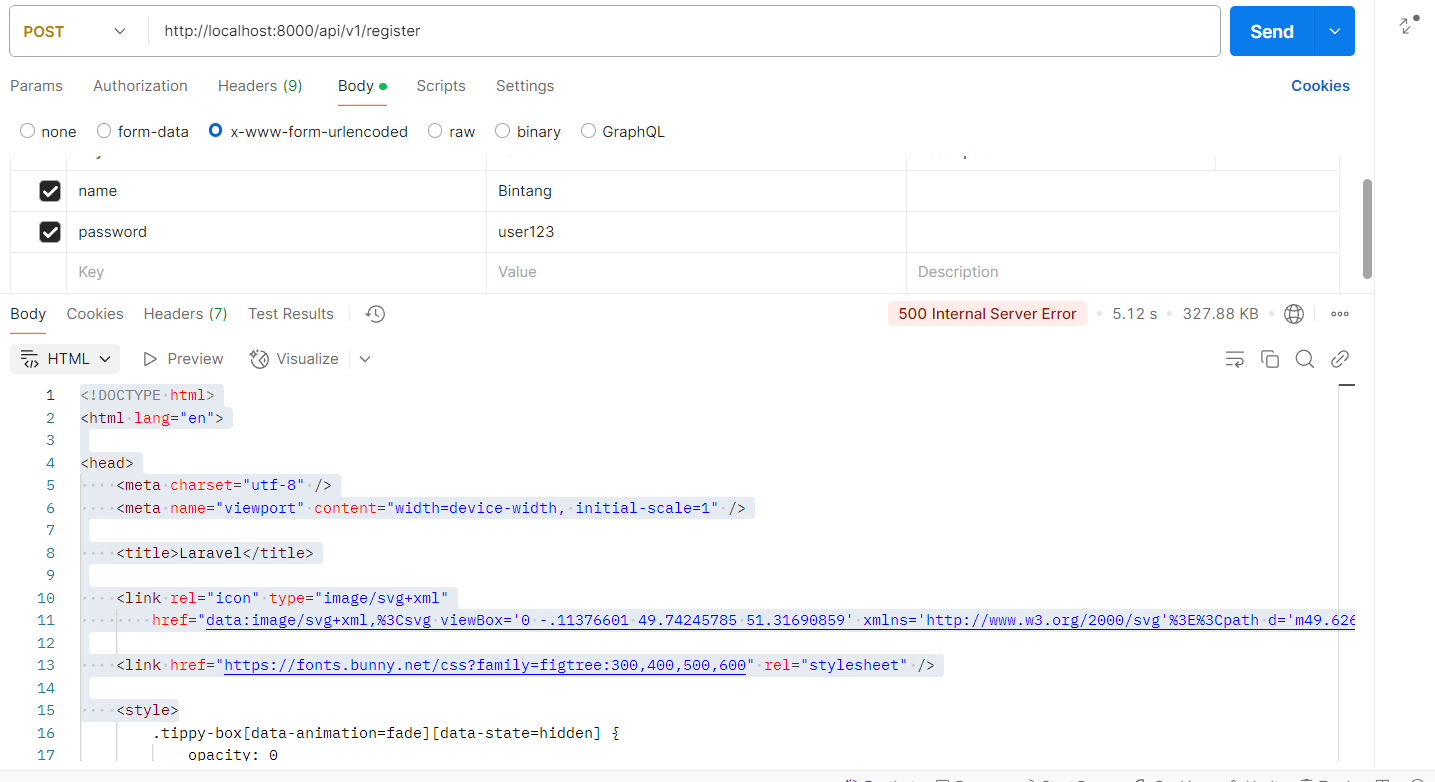 POST http://localhost:8000/api/v1/register Send
Params Authorization Headers (9) Body Scripts Settings Cookies
none form-data x-www-form-urlencoded raw binary GraphQL
name Bintang
password user123
Key Value Description
Body Cookies Headers (7) Test Results 500 Internal Server Error • 5.12 s • 327.88 KB •
HTML Preview Visualize
1 <!DOCTYPE html>
2 <html lang="en">
3
4 <head>
5 <meta charset="utf-8" />
6 <meta name="viewport" content="width=device-width, initial-scale=1" />
7
8 <title>Laravel</title>
9
10 <link rel="icon" type="image/svg+xml"
11 href="data:image/svg+xml,%3Csvg viewBox='0 -.11376601 49.74245785 51.31690859' xmlns='http://www.w3.org/2000/svg'%3E%3Cpath d='m49.626
12
13 <link href="https://fonts.bunny.net/css?family=figtree:300,400,500,600" rel="stylesheet" />
14
15 <style>
16 .tippy-box[data-animation=fade][data-state=hidden] {
17 opacity: 0